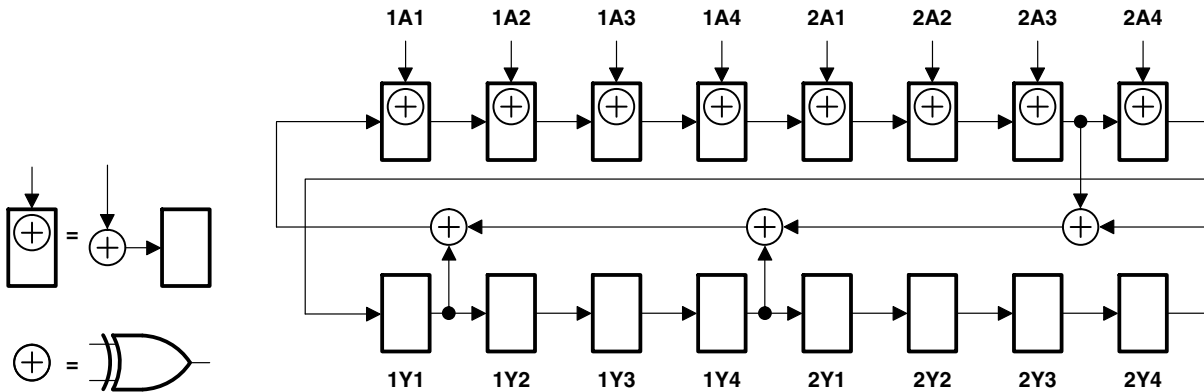 1A1 1A2 1A3 1A4 2A1 2A2 2A3 2A4
=
=
1Y1 1Y2 1Y3 1Y4 2Y1 2Y2 2Y3 2Y4